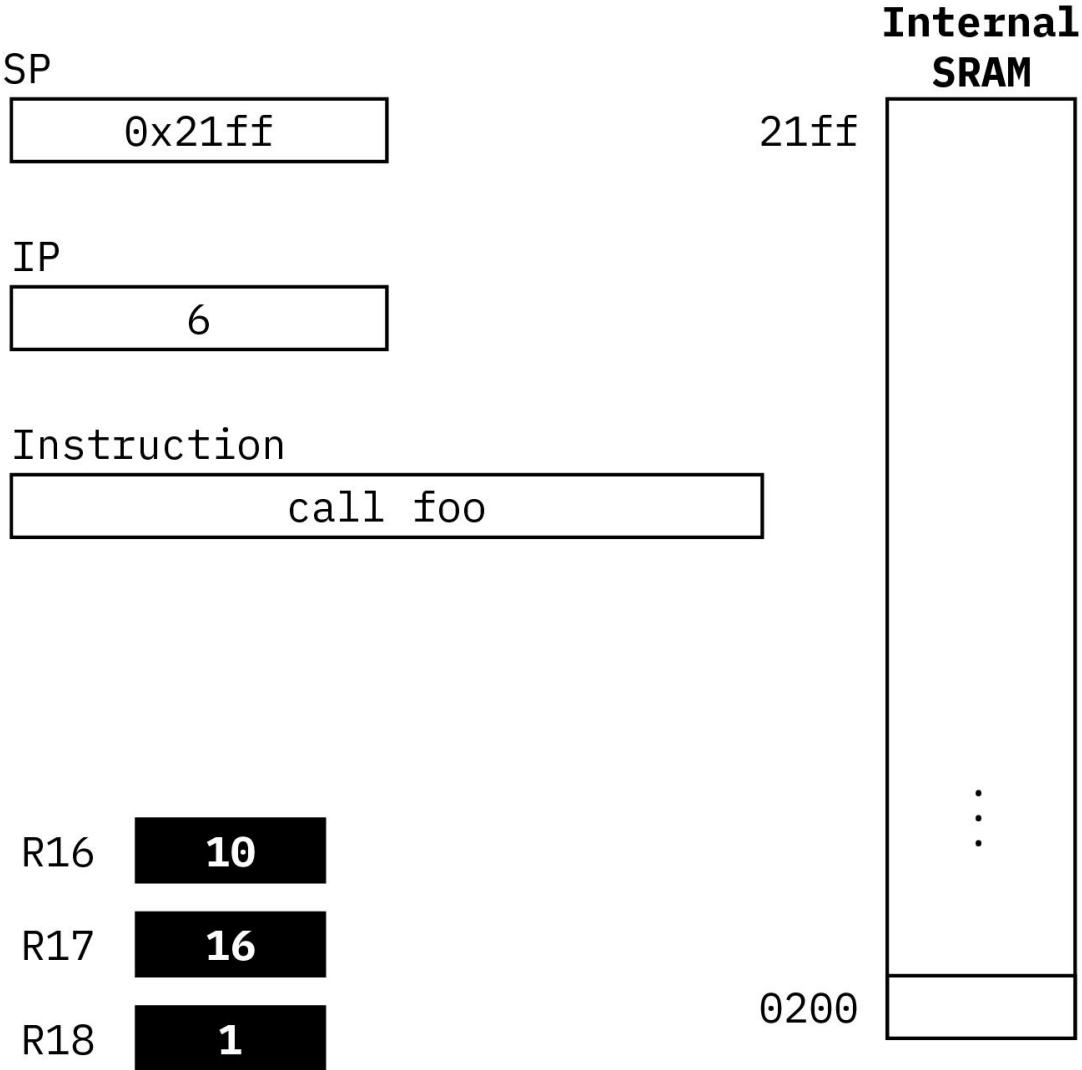 Internal
SRAM
SP
0x21ff
21ff
IP
6
Instruction
call foo
R16 10
R17 16
R18 1
0200